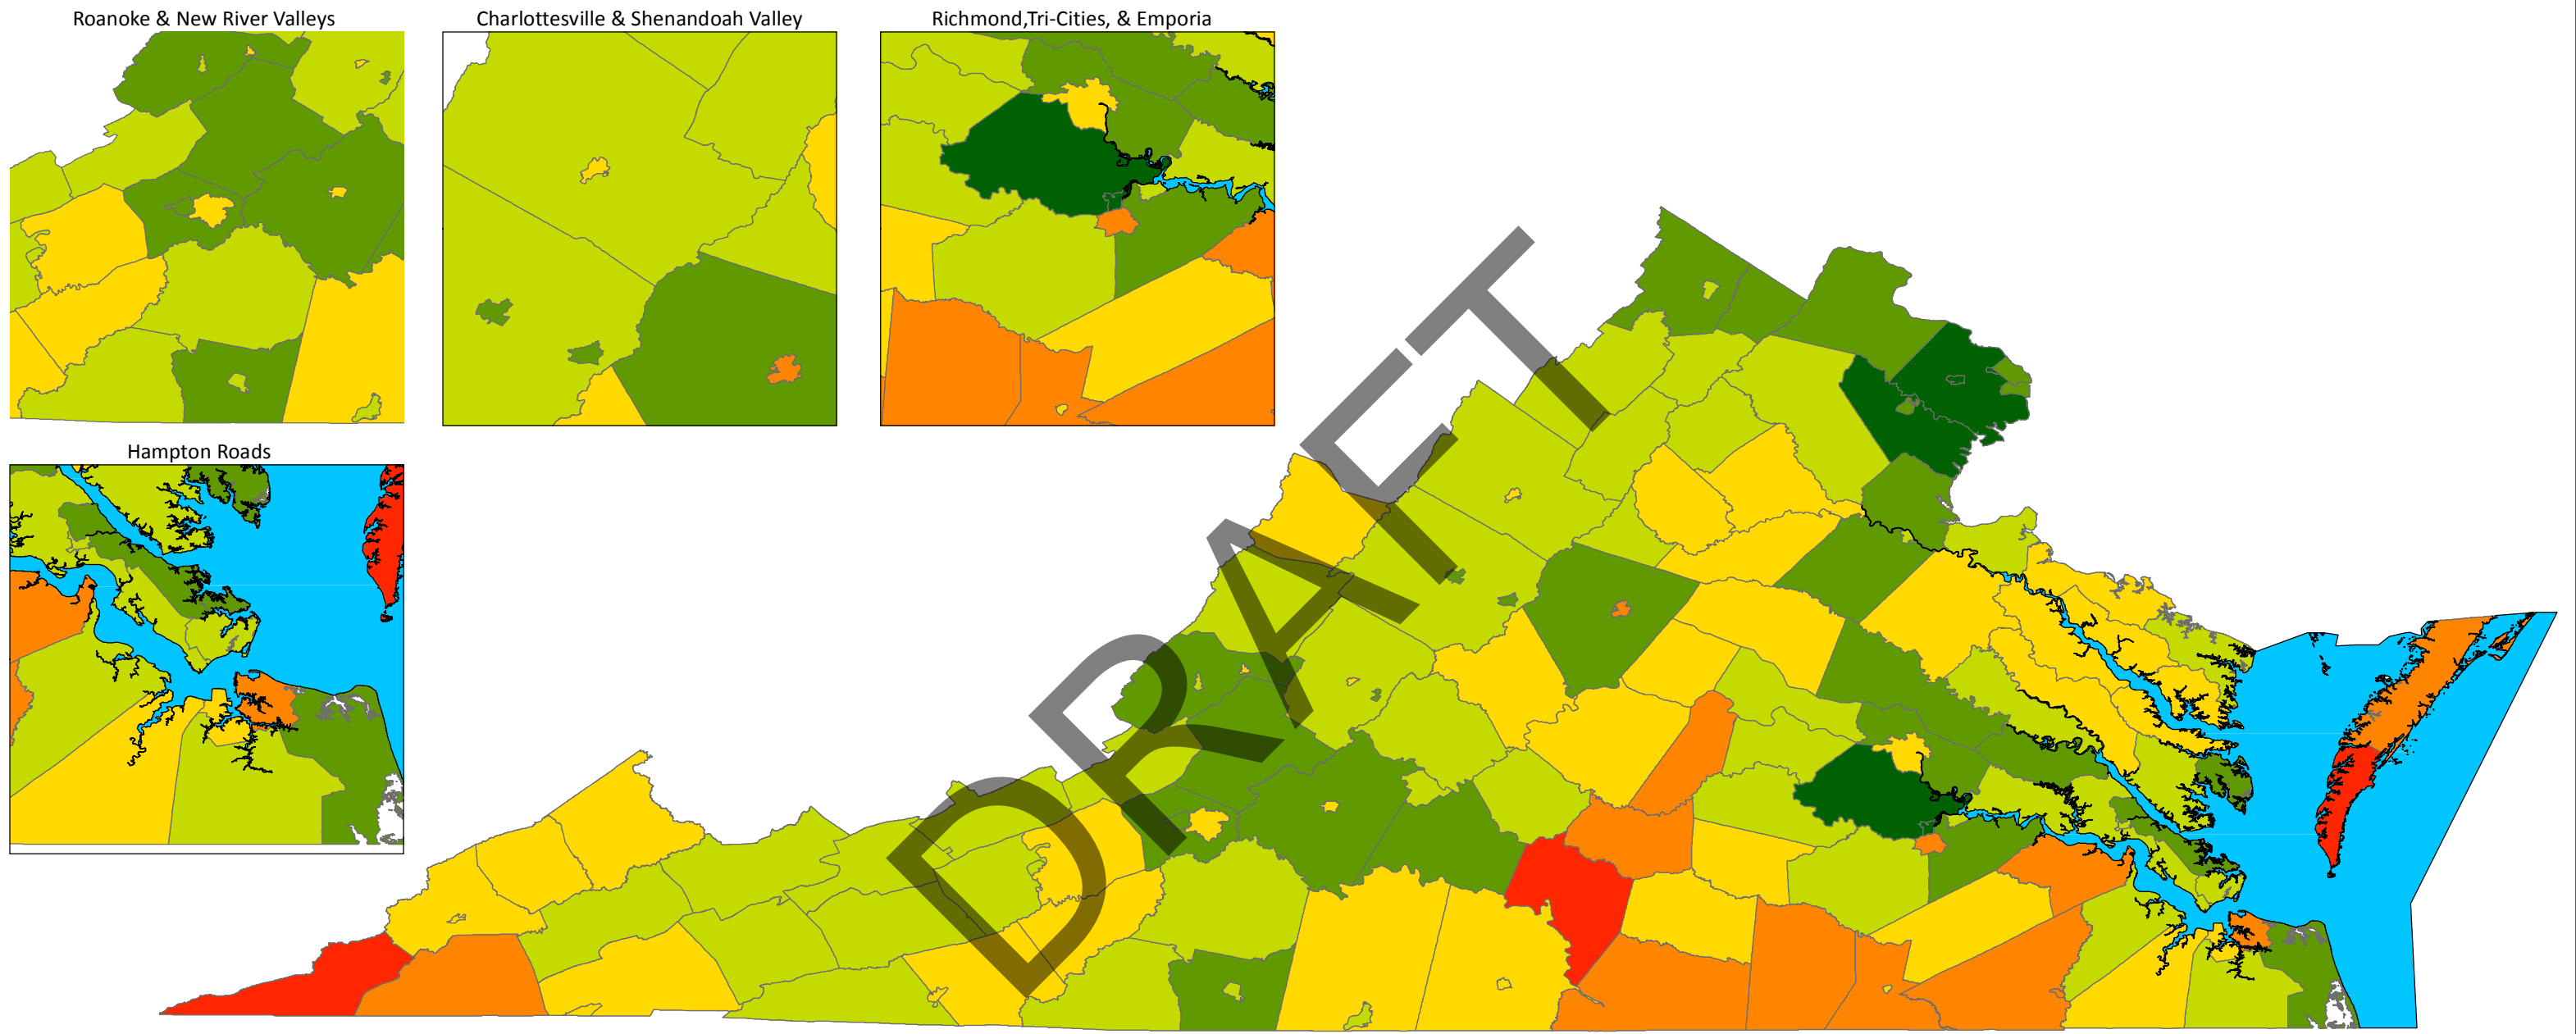 Roanoke & New River Valleys
Charlottesville & Shenandoah Valley
Richmond,Tri-Cities, & Emporia
Hampton Roads
DRAFT